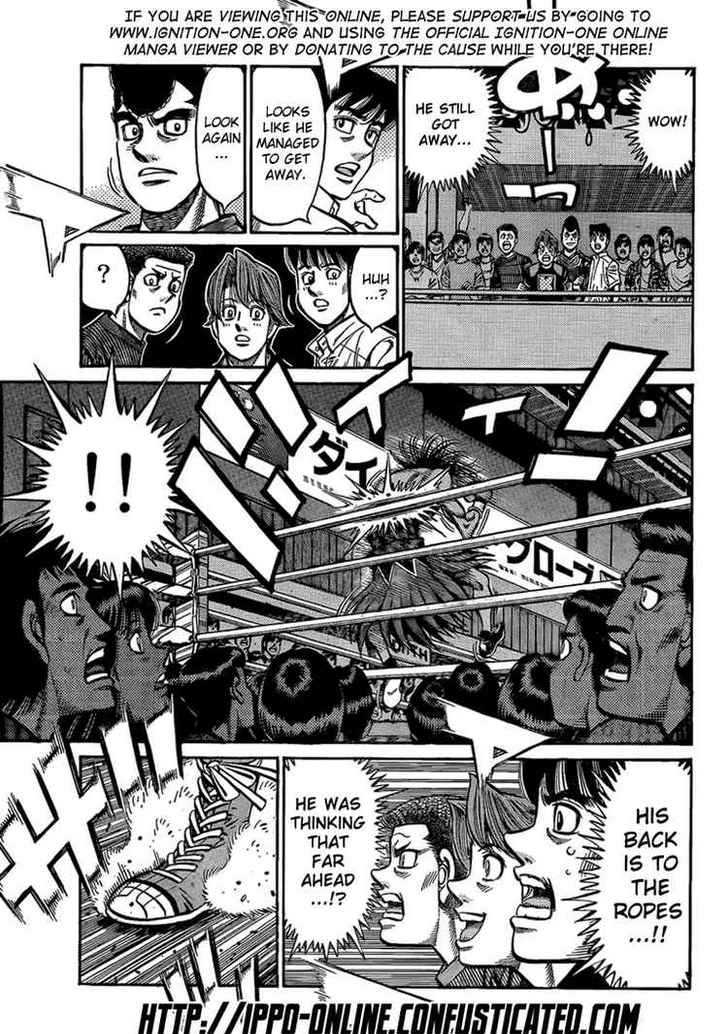 IF YOU ARE VIEWING THIS ONLINE, PLEASE SUPPORT US BY GOING TO
WWW.IGNITION-ONE.ORG AND USING THE OFFICIAL IGNITION-ONE ONLINE
MANGA VIEWER OR BY DONATING TO THE CAUSE WHILE YOU'RE THERE!
WOW!
HE STILL
GOT
AWAY...
LOOKS
LIKE HE
MANAGED
TO GET
AWAY.
LOOK
AGAIN
...
HUH
...?
?
!!
ダイ
グローブ
HIS
BACK
IS TO
THE
ROPES
...!!
HE WAS
THINKING
THAT
FAR
AHEAD
...!?
HTTP://IPPO-ONLINE.CONFUSTICATED.COM